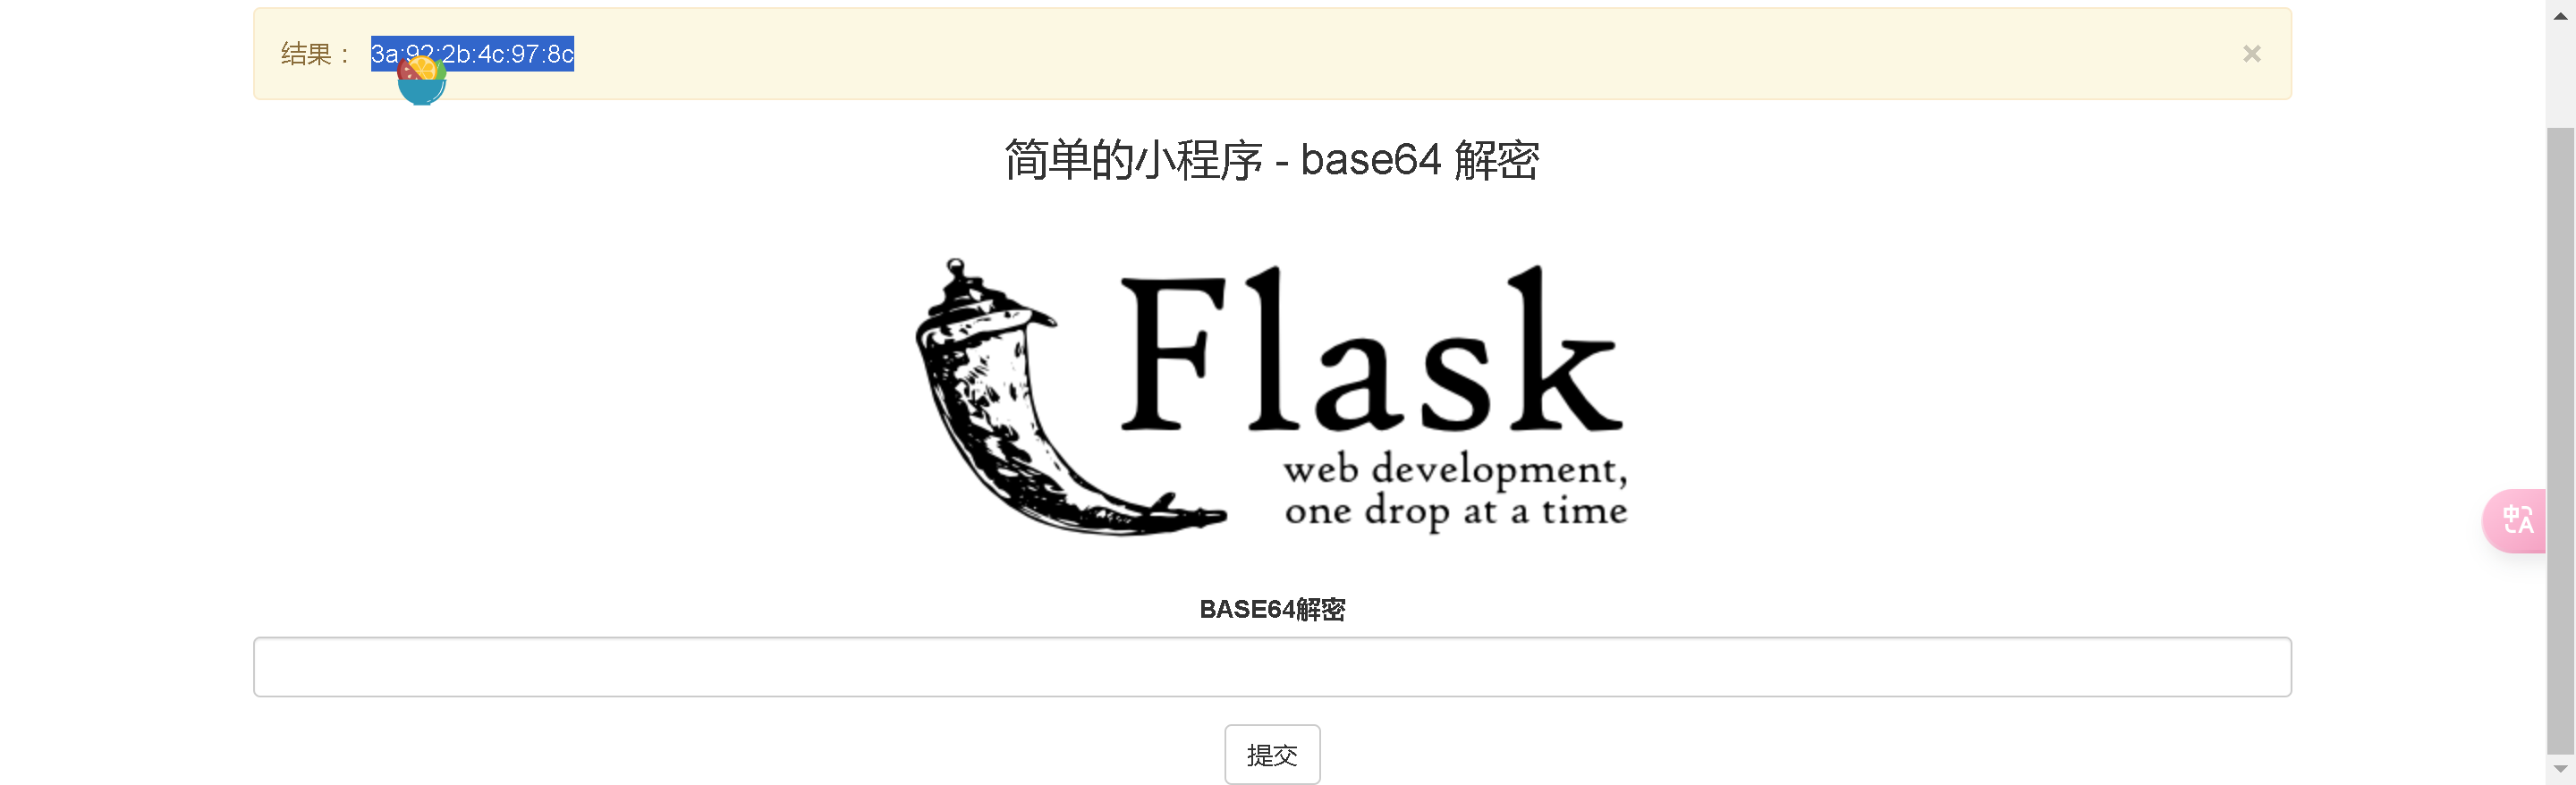 结果： 3a:92:2b:4c:97:8c
×
简单的小程序 - base64 解密
Flask
web development,
one drop at a time
BASE64解密
提交